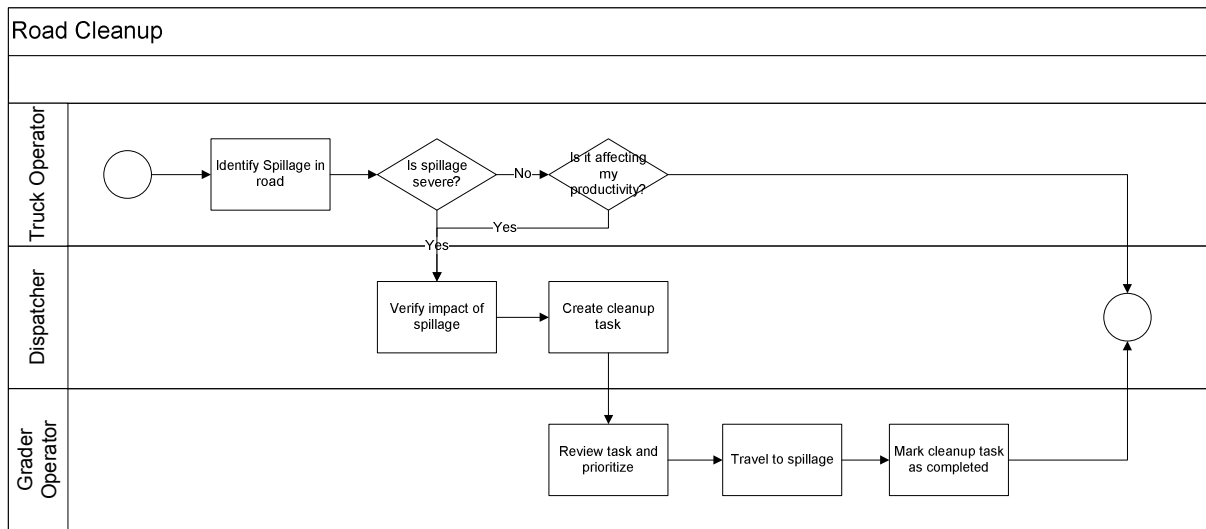 Road Cleanup
Truck Operator
Identify Spillage in
road
Is spillage
severe?
No
Is it affecting
my
productivity?
Yes
Yes
Dispatcher
Verify impact of
spillage
Create cleanup
task
Grader
Operator
Review task and
prioritize
Travel to spillage
Mark cleanup task
as completed